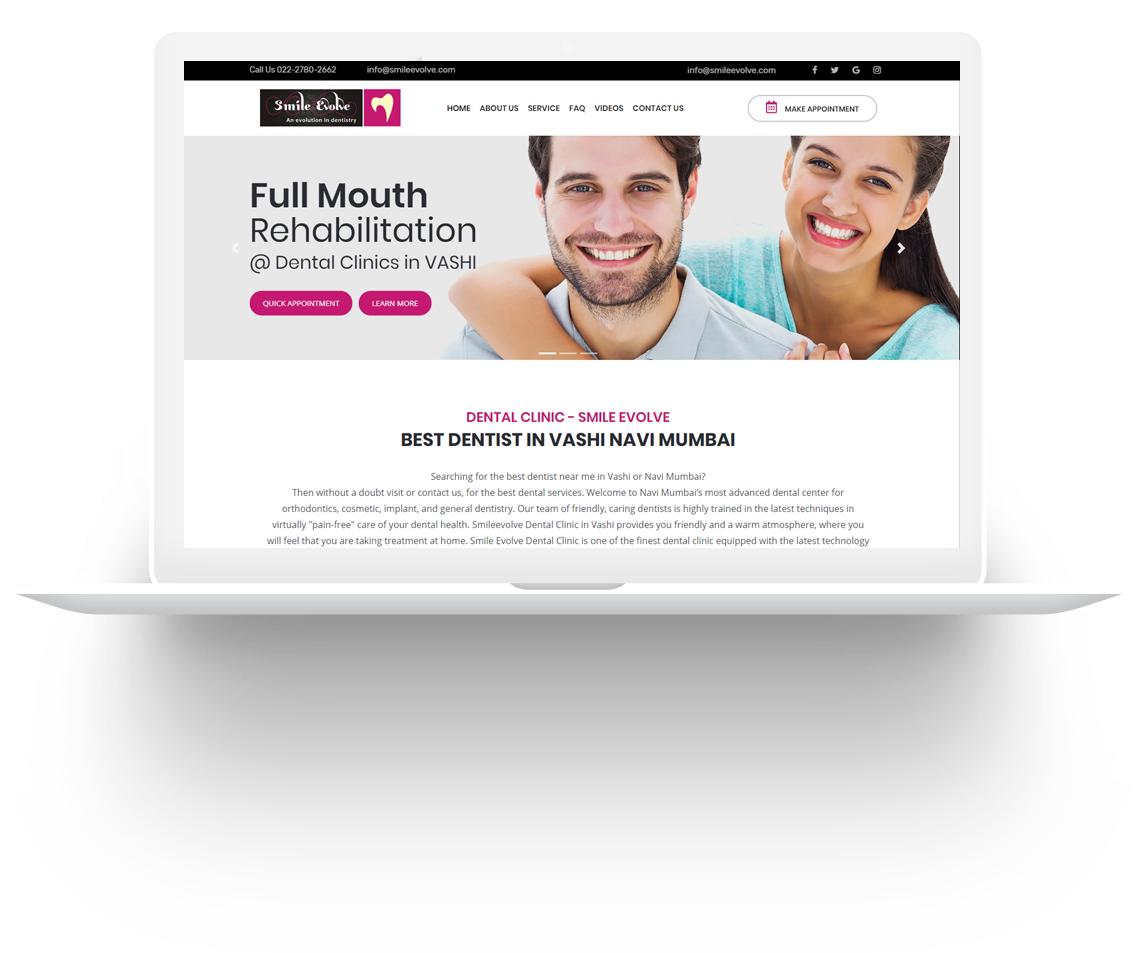 Call Us 022-2780-2662 info@smileevolve.com info@smileevolve.com
Smile Evolve
An evolution in dentistry
HOME ABOUT US SERVICE FAQ VIDEOS CONTACT US
MAKE APPOINTMENT
Full Mouth
Rehabilitation
@ Dental Clinics in VASHI
QUICK APPOINTMENT LEARN MORE
DENTAL CLINIC - SMILE EVOLVE
BEST DENTIST IN VASHI NAVI MUMBAI
Searching for the best dentist near me in Vashi or Navi Mumbai?
Then without a doubt visit or contact us, for the best dental services. Welcome to Navi Mumbai's most advanced dental center for
orthodontics, cosmetic, implant, and general dentistry. Our team of friendly, caring dentists is highly trained in the latest techniques in
virtually "pain-free" care of your dental health. Smileevolve Dental Clinic in Vashi provides you friendly and a warm atmosphere, where you
will feel that you are taking treatment at home. Smile Evolve Dental Clinic is one of the finest dental clinic equipped with the latest technology